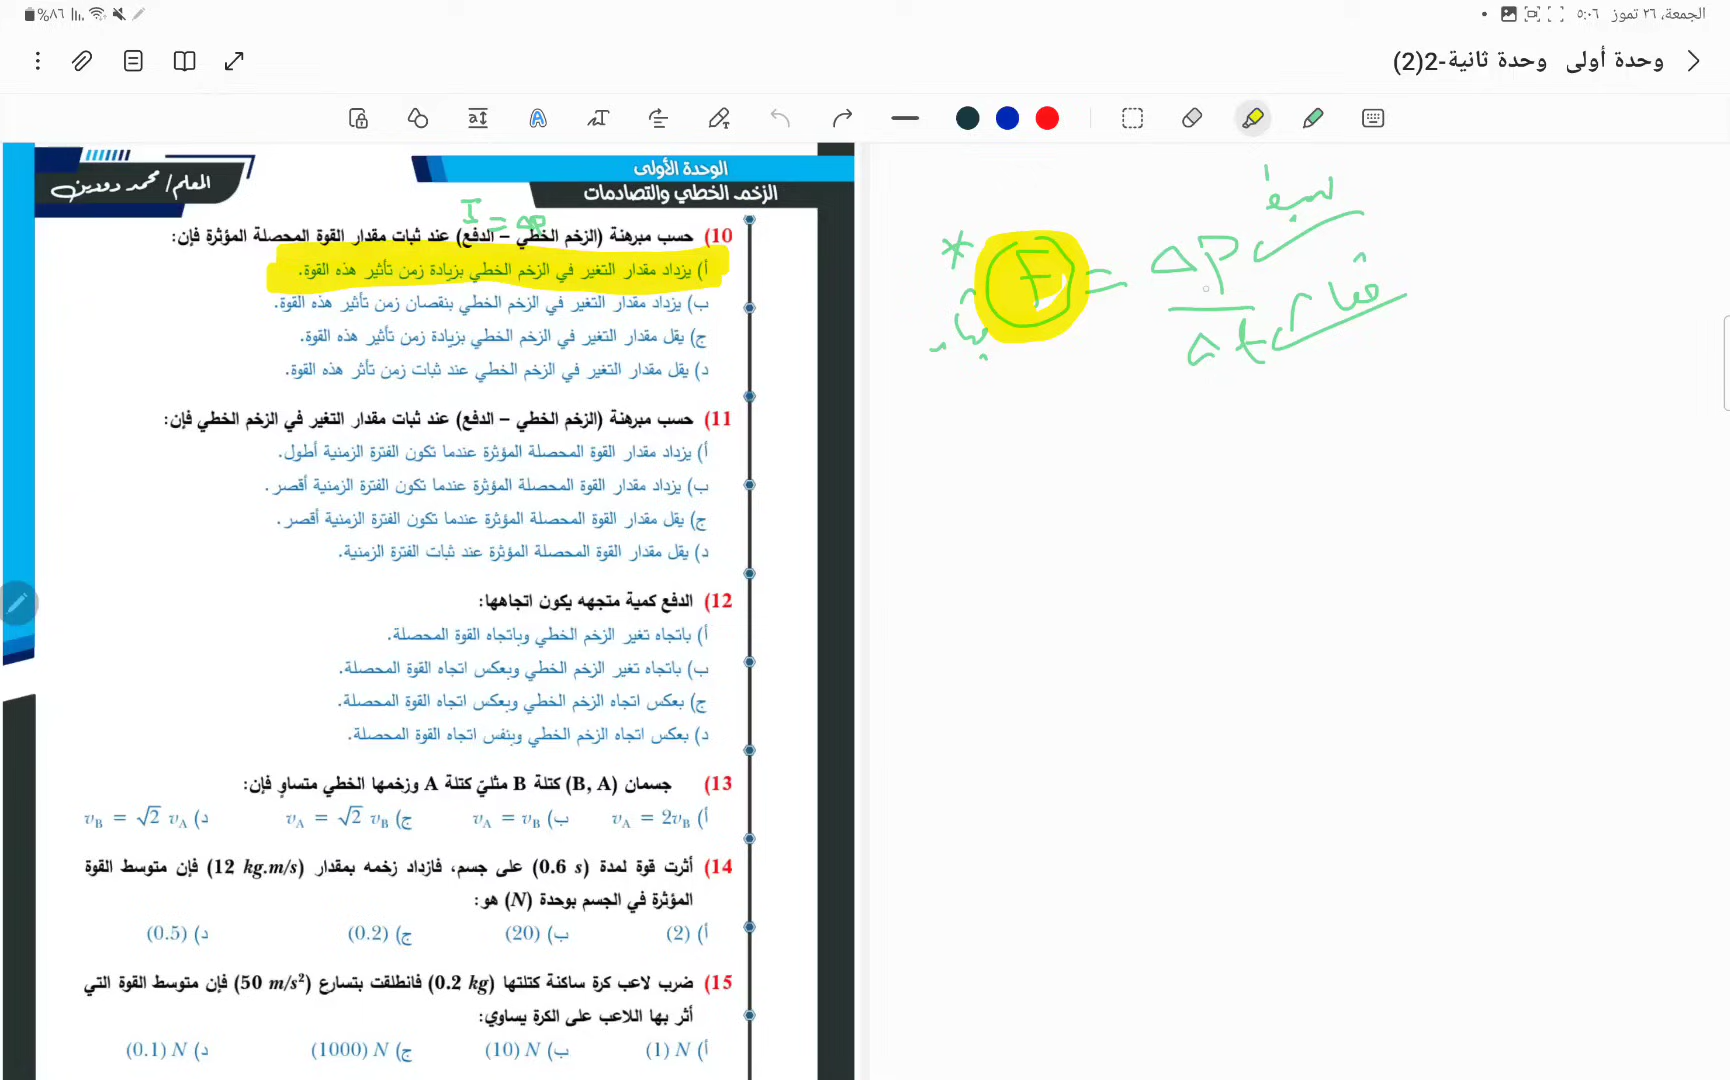 الجمعة، ٢٦ تموز ٥:٠٦
%٨٦
وحدة أولى وحدة ثانية-2(2)
المعلم/ محمد دودين
الوحدة الأولى
الزخم الخطي والتصادمات
I = ΔP
10) حسب مبرهنة (الزخم الخطي – الدفع) عند ثبات مقدار القوة المحصلة المؤثرة فإن:
أ) يزداد مقدار التغير في الزخم الخطي بزيادة زمن تأثير هذه القوة.
ب) يزداد مقدار التغير في الزخم الخطي بنقصان زمن تأثير هذه القوة.
ج) يقل مقدار التغير في الزخم الخطي بزيادة زمن تأثير هذه القوة.
د) يقل مقدار التغير في الزخم الخطي عند ثبات زمن تأثر هذه القوة.
11) حسب مبرهنة (الزخم الخطي – الدفع) عند ثبات مقدار التغير في الزخم الخطي فإن:
أ) يزداد مقدار القوة المحصلة المؤثرة عندما تكون الفترة الزمنية أطول.
ب) يزداد مقدار القوة المحصلة المؤثرة عندما تكون الفترة الزمنية أقصر.
ج) يقل مقدار القوة المحصلة المؤثرة عندما تكون الفترة الزمنية أقصر.
د) يقل مقدار القوة المحصلة المؤثرة عند ثبات الفترة الزمنية.
12) الدفع كمية متجهه يكون اتجاهها:
أ) باتجاه تغير الزخم الخطي وباتجاه القوة المحصلة.
ب) باتجاه تغير الزخم الخطي وبعكس اتجاه القوة المحصلة.
ج) بعكس اتجاه الزخم الخطي وبعكس اتجاه القوة المحصلة.
د) بعكس اتجاه الزخم الخطي وبنفس اتجاه القوة المحصلة.
13) جسمان (B, A) كتلة B مثليّ كتلة A وزخمها الخطي متساوٍ فإن:
أ) v_A = 2v_B ب) v_A = v_B ج) v_A = √2 v_B د) v_B = √2 v_A
14) أثرت قوة لمدة (0.6 s) على جسم، فازداد زخمه بمقدار (12 kg.m/s) فإن متوسط القوة
المؤثرة في الجسم بوحدة (N) هو:
أ) (2) ب) (20) ج) (0.2) د) (0.5)
15) ضرب لاعب كرة ساكنة كتلتها (0.2 kg) فانطلقت بتسارع (50 m/s²) فإن متوسط القوة التي
أثر بها اللاعب على الكرة يساوي:
أ) (1) N ب) (10) N ج) (1000) N د) (0.1) N
* F = ΔP
Δt